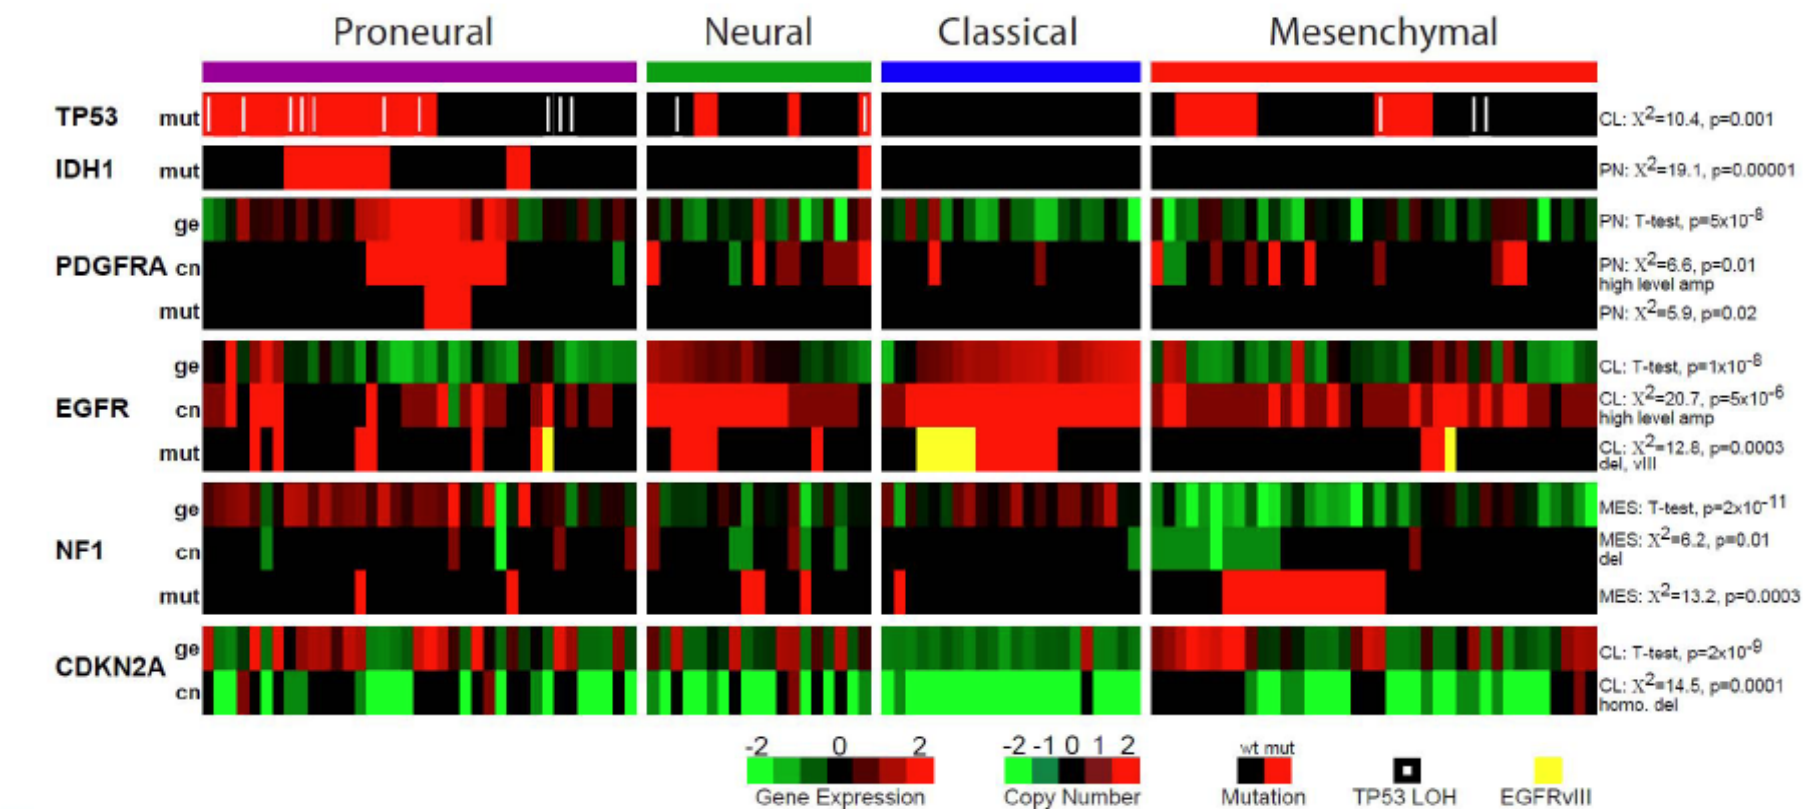 Proneural Neural Classical Mesenchymal
TP53 mut CL: X²=10.4, p=0.001
IDH1 mut PN: X²=19.1, p=0.00001
ge PN: T-test, p=5x10⁻⁸
PDGFRA cn PN: X²=6.6, p=0.01
high level amp
mut PN: X²=5.9, p=0.02
ge CL: T-test, p=1x10⁻⁸
EGFR cn CL: X²=20.7, p=5x10⁻⁶
high level amp
mut CL: X²=12.8, p=0.0003
del, vIII
ge MES: T-test, p=2x10⁻¹¹
NF1 cn MES: X²=6.2, p=0.01
del
mut MES: X²=13.2, p=0.0003
ge CL: T-test, p=2x10⁻⁹
CDKN2A
cn CL: X²=14.5, p=0.0001
homo. del
-2 0 2 -2 -1 0 1 2 wt mut
Gene Expression Copy Number Mutation TP53 LOH EGFRvIII